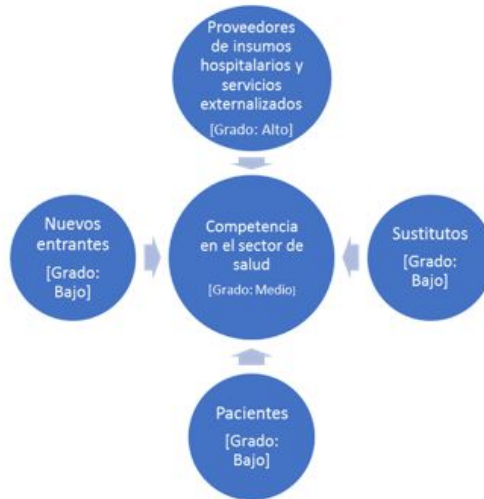 Proveedores
de insumos
hospitalarios y
servicios
externalizados
[Grado: Alto]
Nuevos
entrantes
[Grado:
Bajo]
Competencia
en el sector de
salud
[Grado: Medio)
Sustitutos
[Grado:
Bajo]
Pacientes
[Grado:
Bajo]